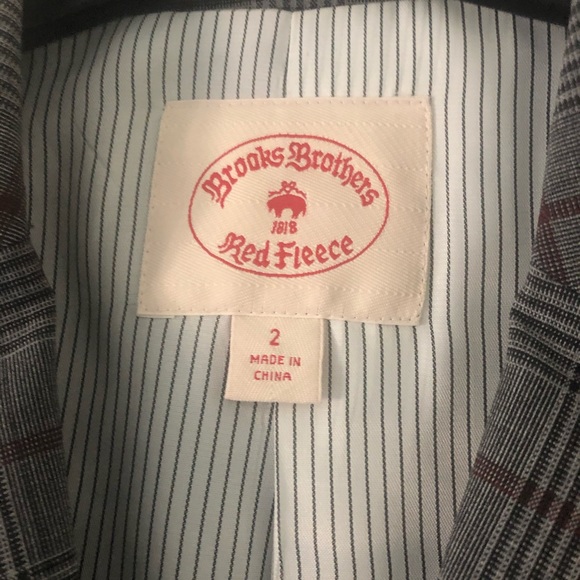 Brooks Brothers
1818
Red Fleece
2
MADE IN
CHINA